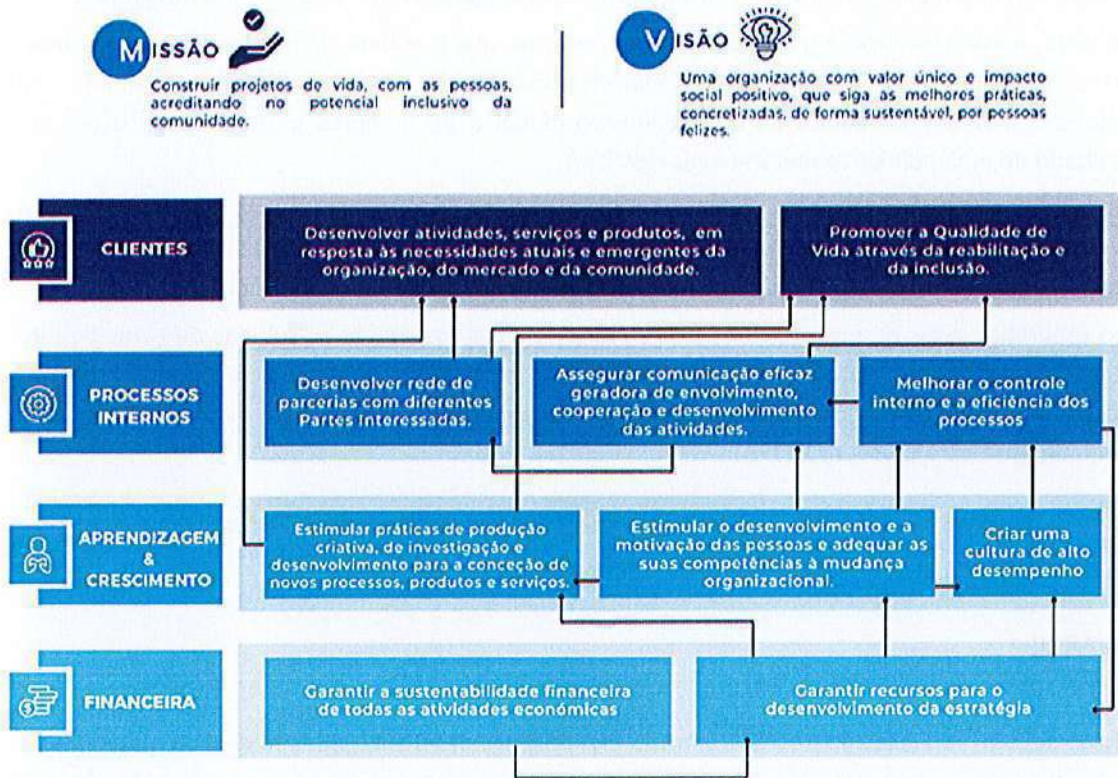 MISSÃO
Construir projetos de vida, com as pessoas,
acreditando no potencial inclusivo da
comunidade.
VISÃO
Uma organização com valor único e impacto
social positivo, que siga as melhores práticas,
concretizadas, de forma sustentável, por pessoas
felizes.
CLIENTES
Desenvolver atividades, serviços e produtos, em
resposta às necessidades atuais e emergentes da
organização, do mercado e da comunidade.
Promover a Qualidade de
Vida através da reabilitação e
da inclusão.
PROCESSOS
INTERNOS
Desenvolver rede de
parcerias com diferentes
Partes Interessadas.
Assegurar comunicação eficaz
geradora de envolvimento,
cooperação e desenvolvimento
das atividades.
Melhorar o controle
interno e a eficiência dos
processos
APRENDIZAGEM
&
CRESCIMENTO
Estimular práticas de produção
criativa, de investigação e
desenvolvimento para a conceção de
novos processos, produtos e serviços.
Estimular o desenvolvimento e a
motivação das pessoas e adequar as
suas competências à mudança
organizacional.
Criar uma
cultura de alto
desempenho
FINANCEIRA
Garantir a sustentabilidade financeira
de todas as atividades económicas
Garantir recursos para o
desenvolvimento da estratégia